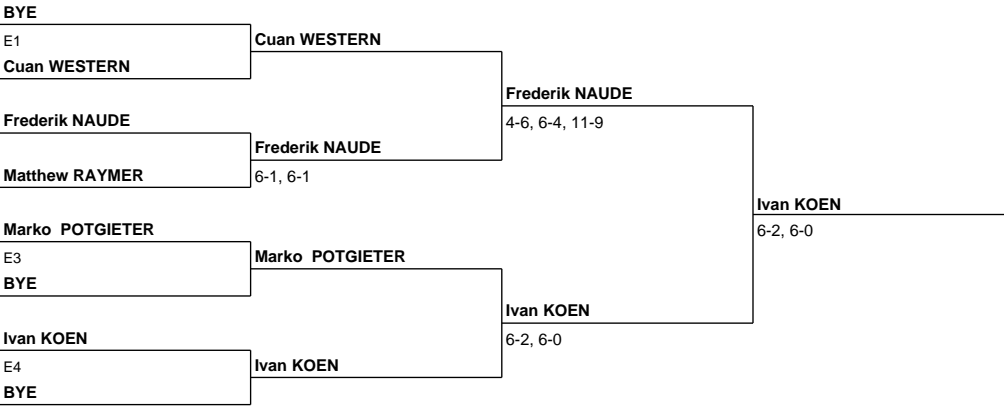 BYE
E1
Cuan WESTERN
Frederik NAUDE
Matthew RAYMER
Marko  POTGIETER
E3
BYE
Ivan KOEN
E4
BYE
Cuan WESTERN
Frederik NAUDE
6-1, 6-1
Marko  POTGIETER
Ivan KOEN
Frederik NAUDE
4-6, 6-4, 11-9
Ivan KOEN
6-2, 6-0
Ivan KOEN
6-2, 6-0